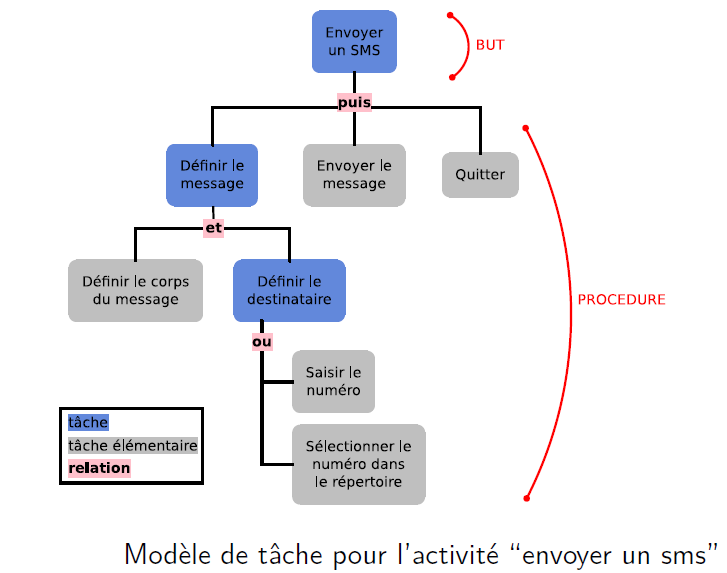 Envoyer
un SMS
BUT
puis
Définir le
message
Envoyer le
message
Quitter
et
Définir le corps
du message
Définir le
destinataire
PROCEDURE
ou
Saisir le
numéro
Sélectionner le
numéro dans
le répertoire
tâche
tâche élémentaire
relation
Modèle de tâche pour l'activité “envoyer un sms”